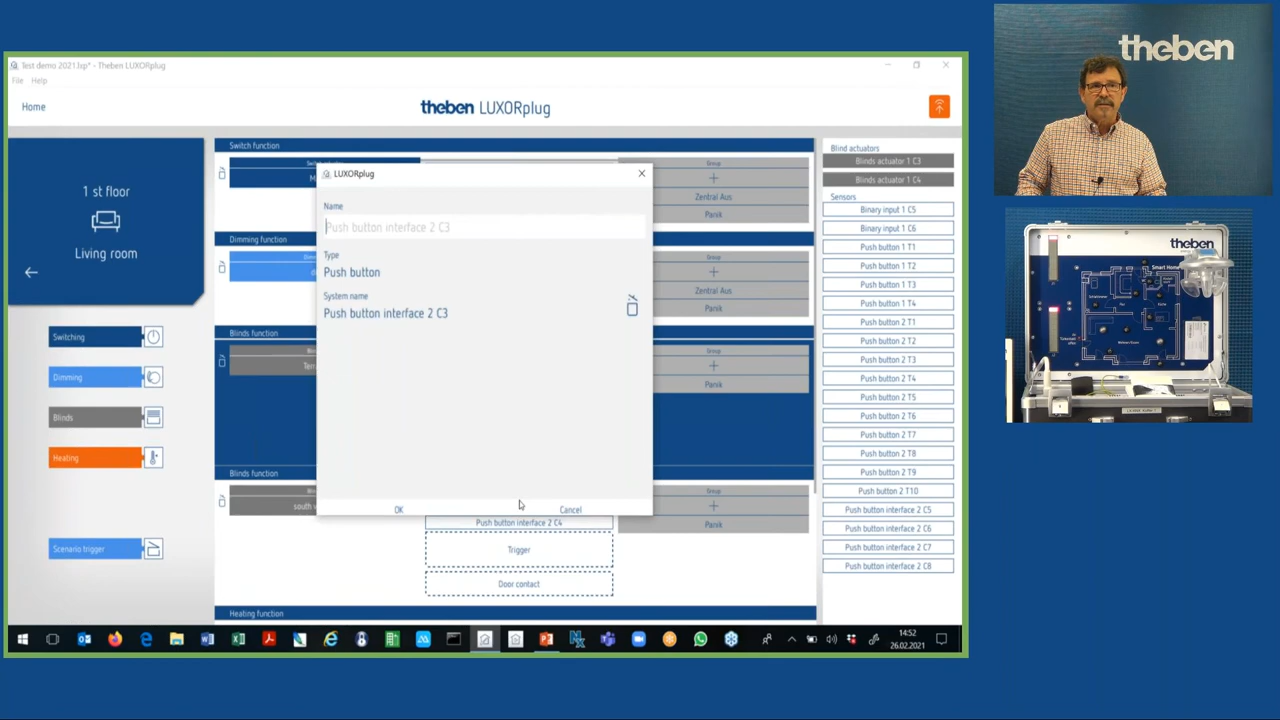 Test demo 2021.lxp* - Theben LUXORplug
File Help
Home
theben LUXORplug
1 st floor
Living room
Switching
Dimming
Blinds
Heating
Scenario trigger
Switch function
Group
Zentral Aus
Panik
Dimming function
Group
Zentral Aus
Panik
Blinds function
Group
Panik
Blinds function
Group
Panik
Push button interface 2 C4
Trigger
Door contact
Heating function
LUXORplug
Name
Push button interface 2 C3
Type
Push button
System name
Push button interface 2 C3
OK
Cancel
Blind actuators
Blinds actuator 1 C3
Blinds actuator 1 C4
Sensors
Binary input 1 C5
Binary input 1 C6
Push button 1 T1
Push button 1 T2
Push button 1 T3
Push button 1 T4
Push button 2 T1
Push button 2 T2
Push button 2 T3
Push button 2 T4
Push button 2 T5
Push button 2 T6
Push button 2 T7
Push button 2 T8
Push button 2 T9
Push button 2 T10
Push button interface 2 C5
Push button interface 2 C6
Push button interface 2 C7
Push button interface 2 C8
14:52
26.02.2021
theben
theben
Smart Home